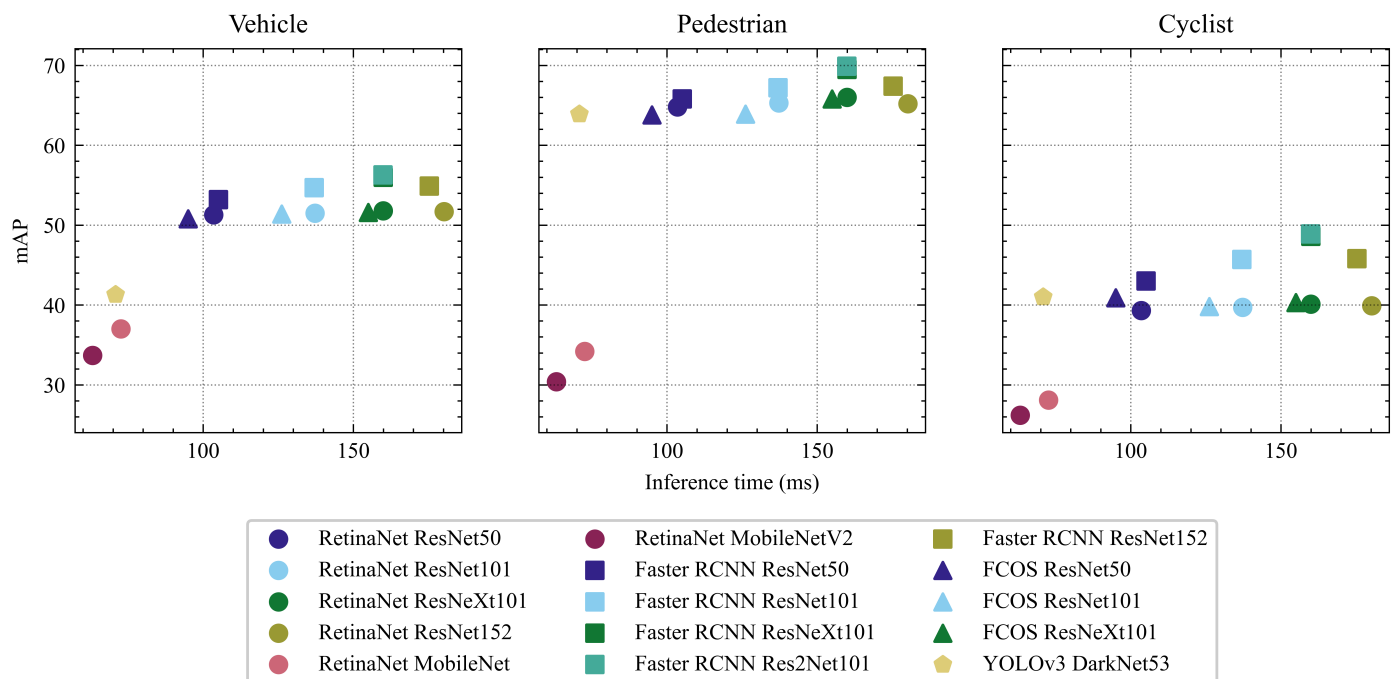 Vehicle Pedestrian Cyclist
70
60
50
40
30
mAP
100 150 100 150 100 150
Inference time (ms)
RetinaNet ResNet50 RetinaNet MobileNetV2 Faster RCNN ResNet152
RetinaNet ResNet101 Faster RCNN ResNet50 FCOS ResNet50
RetinaNet ResNeXt101 Faster RCNN ResNet101 FCOS ResNet101
RetinaNet ResNet152 Faster RCNN ResNeXt101 FCOS ResNeXt101
RetinaNet MobileNet Faster RCNN Res2Net101 YOLOv3 DarkNet53